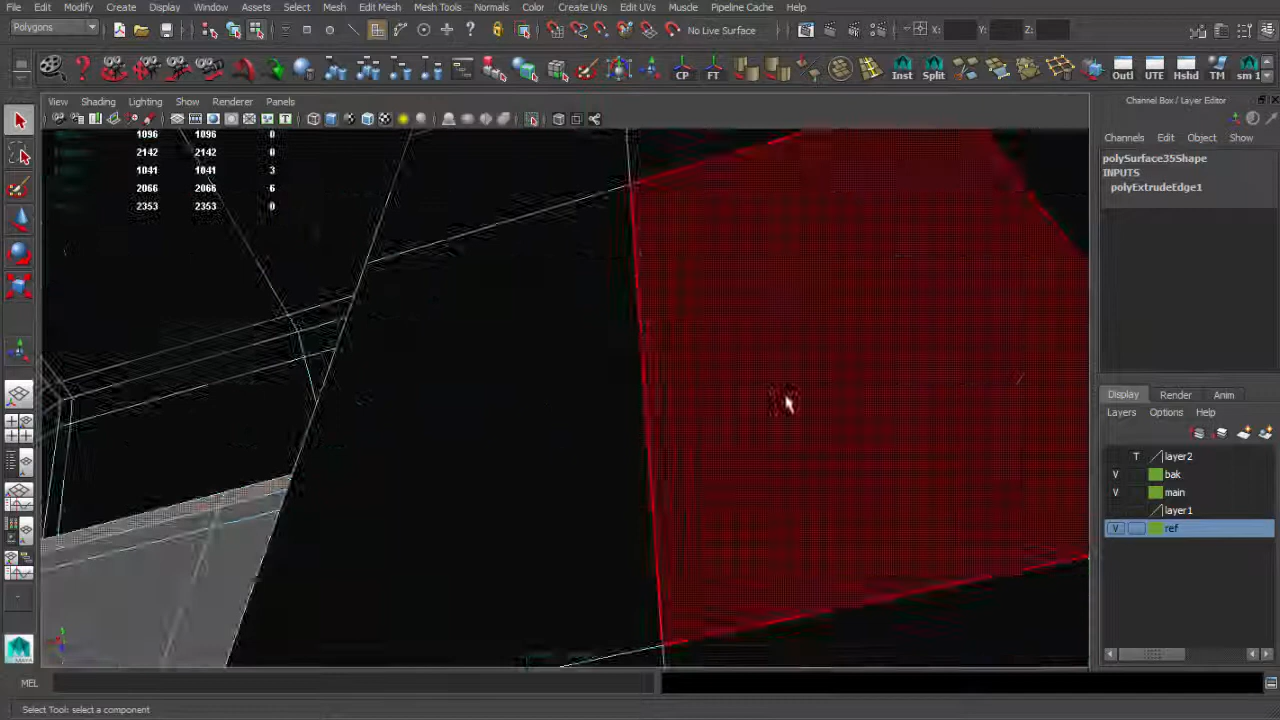 File Edit Modify Create Display Window Assets Select Mesh Edit Mesh Mesh Tools Normals Color Create UVs Edit UVs Muscle Pipeline Cache Help
Polygons No Live Surface X: Y: Z:
CP FT Inst Split Outl UTE Hshd TM sm 1
View Shading Lighting Show Renderer Panels
Channel Box / Layer Editor
1096 1096 0
2142 2142 0
1041 1041 3
2066 2066 6
2353 2353 0
Channels Edit Object Show
polySurface35Shape
INPUTS
polyExtrudeEdge1
Display Render Anim
Layers Options Help
T layer2
V bak
V main
layer1
V ref
MAYA
MEL
Select Tool: select a component